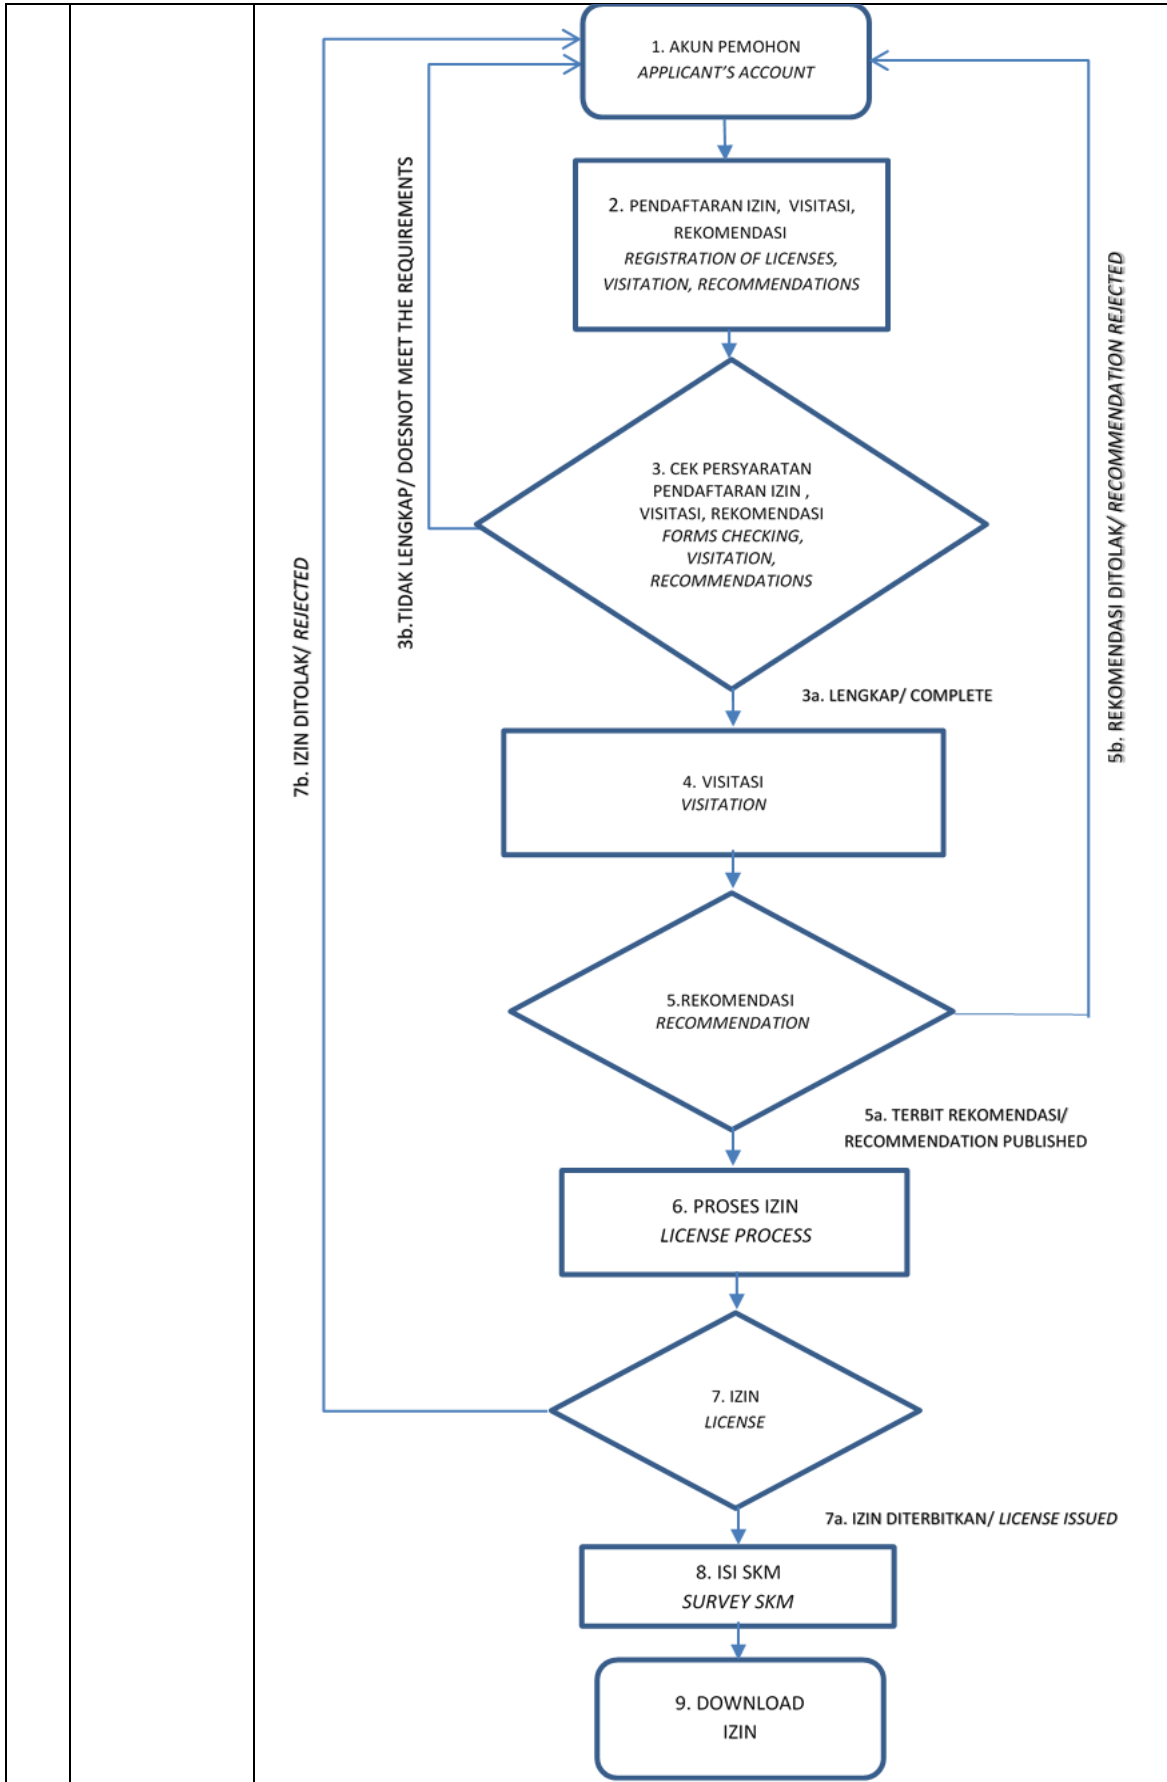 1. AKUN PEMOHON
APPLICANT'S ACCOUNT
2. PENDAFTARAN IZIN, VISITASI,
REKOMENDASI
REGISTRATION OF LICENSES,
VISITATION, RECOMMENDATIONS
3b.TIDAK LENGKAP/ DOESNOT MEET THE REQUIREMENTS
3. CEK PERSYARATAN
PENDAFTARAN IZIN ,
VISITASI, REKOMENDASI
FORMS CHECKING,
VISITATION,
RECOMMENDATIONS
3a. LENGKAP/ COMPLETE
4. VISITASI
VISITATION
5.REKOMENDASI
RECOMMENDATION
5b. REKOMENDASI DITOLAK/ RECOMMENDATION REJECTED
5a. TERBIT REKOMENDASI/
RECOMMENDATION PUBLISHED
6. PROSES IZIN
LICENSE PROCESS
7. IZIN
LICENSE
7b. IZIN DITOLAK/ REJECTED
7a. IZIN DITERBITKAN/ LICENSE ISSUED
8. ISI SKM
SURVEY SKM
9. DOWNLOAD
IZIN